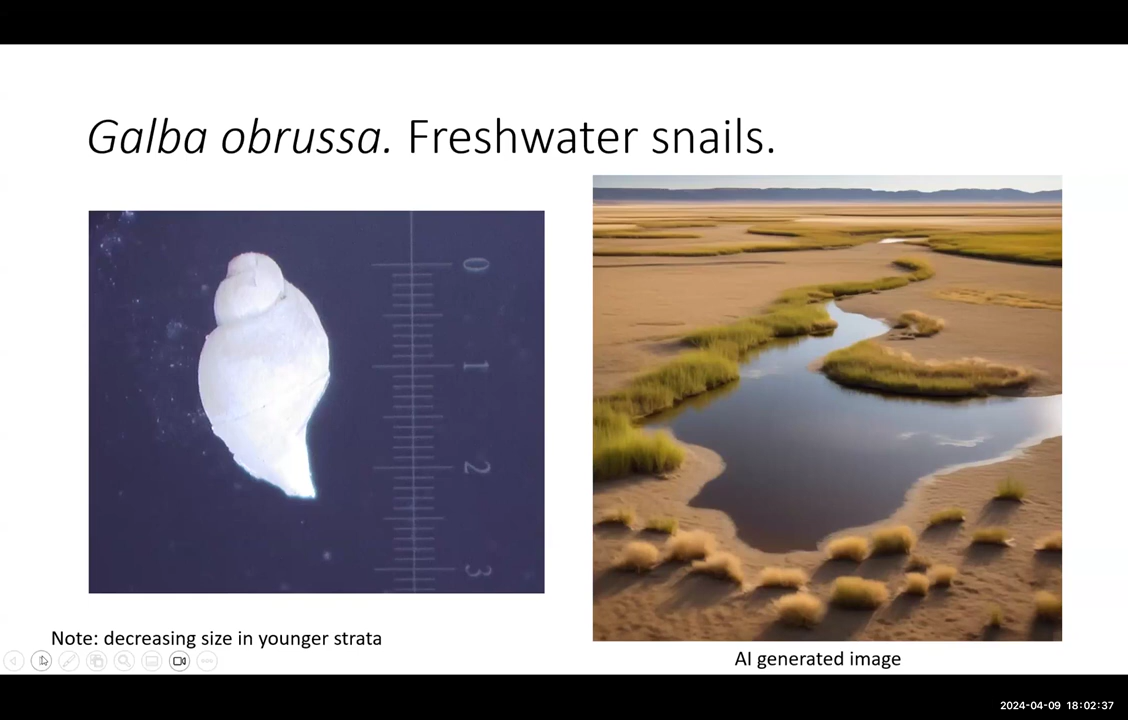 Galba obrussa. Freshwater snails.
0
1
2
3
Note: decreasing size in younger strata
AI generated image
2024-04-09 18:02:37